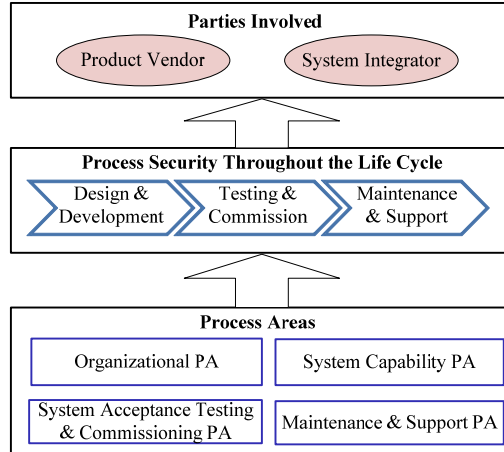 Parties Involved
Product Vendor
System Integrator
Process Security Throughout the Life Cycle
Design &
Development
Testing &
Commission
Maintenance
& Support
Process Areas
Organizational PA
System Capability PA
System Acceptance Testing
& Commissioning PA
Maintenance & Support PA